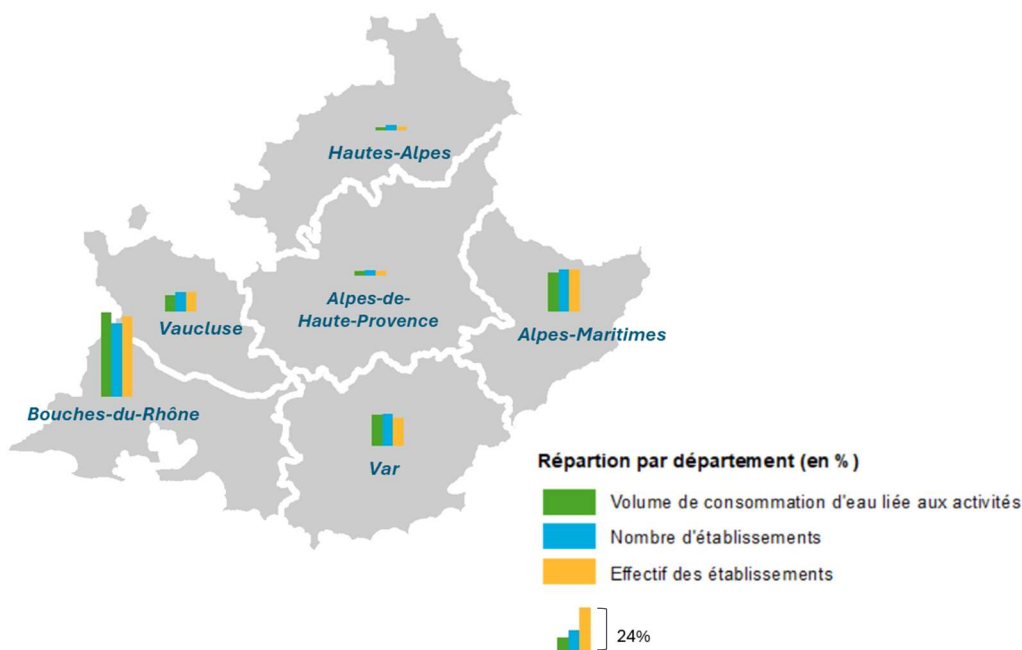 Hautes-Alpes
Alpes-de-
Haute-Provence
Vaucluse
Alpes-Maritimes
Bouches-du-Rhône
Var
Répartion par département (en %)
Volume de consommation d'eau liée aux activités
Nombre d'établissements
Effectif des établissements
24%